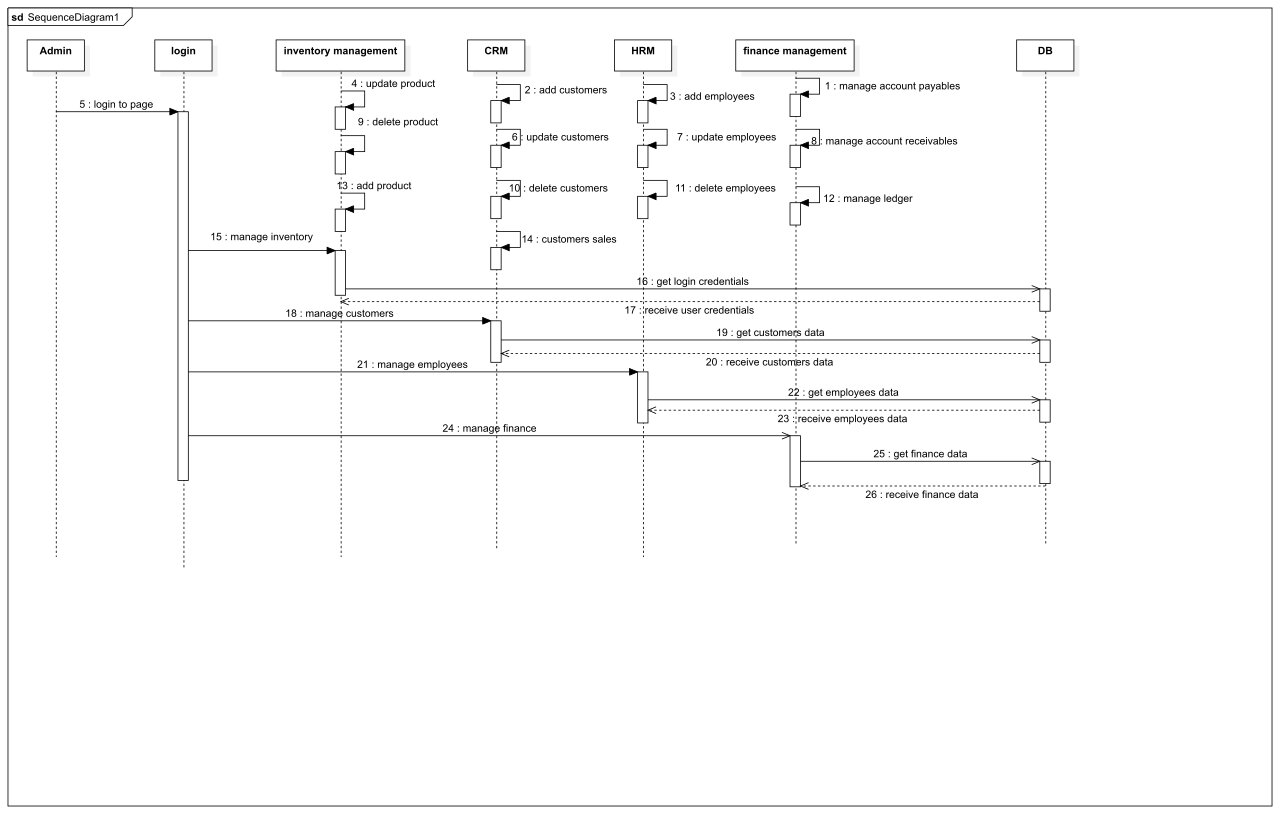 sd SequenceDiagram1
Admin
login
inventory management
CRM
HRM
finance management
DB
4 : update product
2 : add customers
3 : add employees
1 : manage account payables
5 : login to page
9 : delete product
6 : update customers
7 : update employees
8 : manage account receivables
13 : add product
10 : delete customers
11 : delete employees
12 : manage ledger
15 : manage inventory
14 : customers sales
16 : get login credentials
17 : receive user credentials
18 : manage customers
19 : get customers data
20 : receive customers data
21 : manage employees
22 : get employees data
23 : receive employees data
24 : manage finance
25 : get finance data
26 : receive finance data